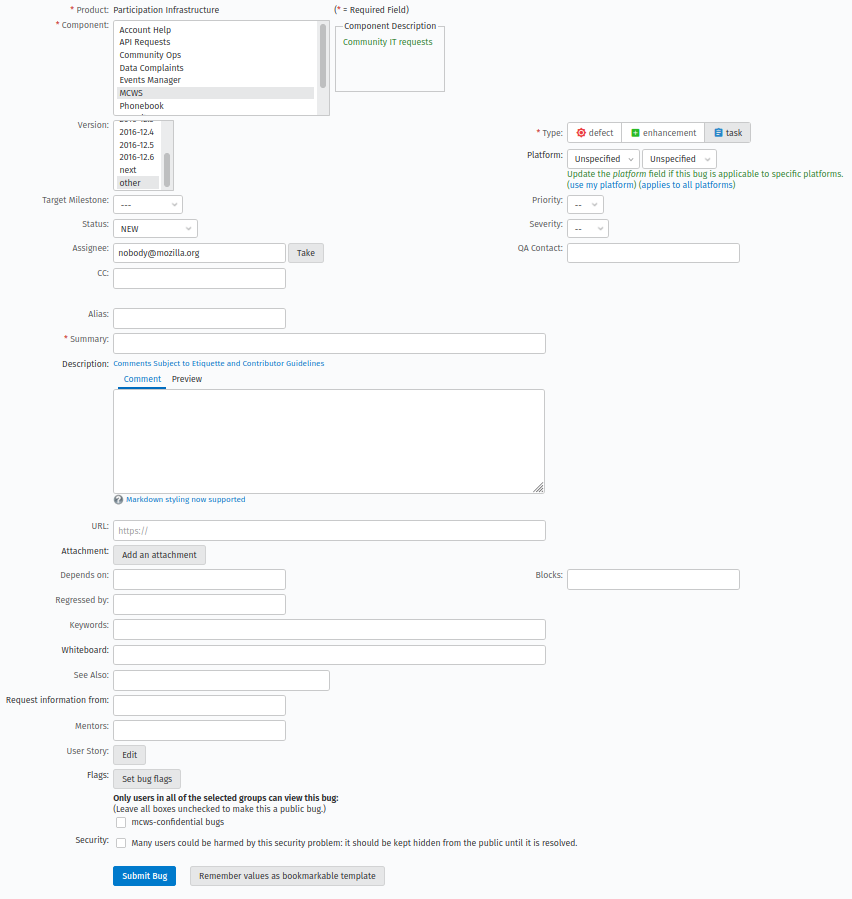 * Product: Participation Infrastructure (* = Required Field)
* Component:
Account Help
API Requests
Community Ops
Data Complaints
Events Manager
MCWS
Phonebook
Component Description
Community IT requests
Version:
2016-12.4
2016-12.5
2016-12.6
next
other
* Type: defect enhancement task
Platform: Unspecified Unspecified
Update the platform field if this bug is applicable to specific platforms.
(use my platform) (applies to all platforms)
Target Milestone: ---
Priority: --
Status: NEW
Severity: --
Assignee: nobody@mozilla.org Take
QA Contact:
CC:
Alias:
* Summary:
Description: Comments Subject to Etiquette and Contributor Guidelines
Comment Preview
Markdown styling now supported
URL: https://
Attachment: Add an attachment
Depends on: Blocks:
Regressed by:
Keywords:
Whiteboard:
See Also:
Request information from:
Mentors:
User Story: Edit
Flags: Set bug flags
Only users in all of the selected groups can view this bug:
(Leave all boxes unchecked to make this a public bug.)
mcws-confidential bugs
Security: Many users could be harmed by this security problem: it should be kept hidden from the public until it is resolved.
Submit Bug Remember values as bookmarkable template